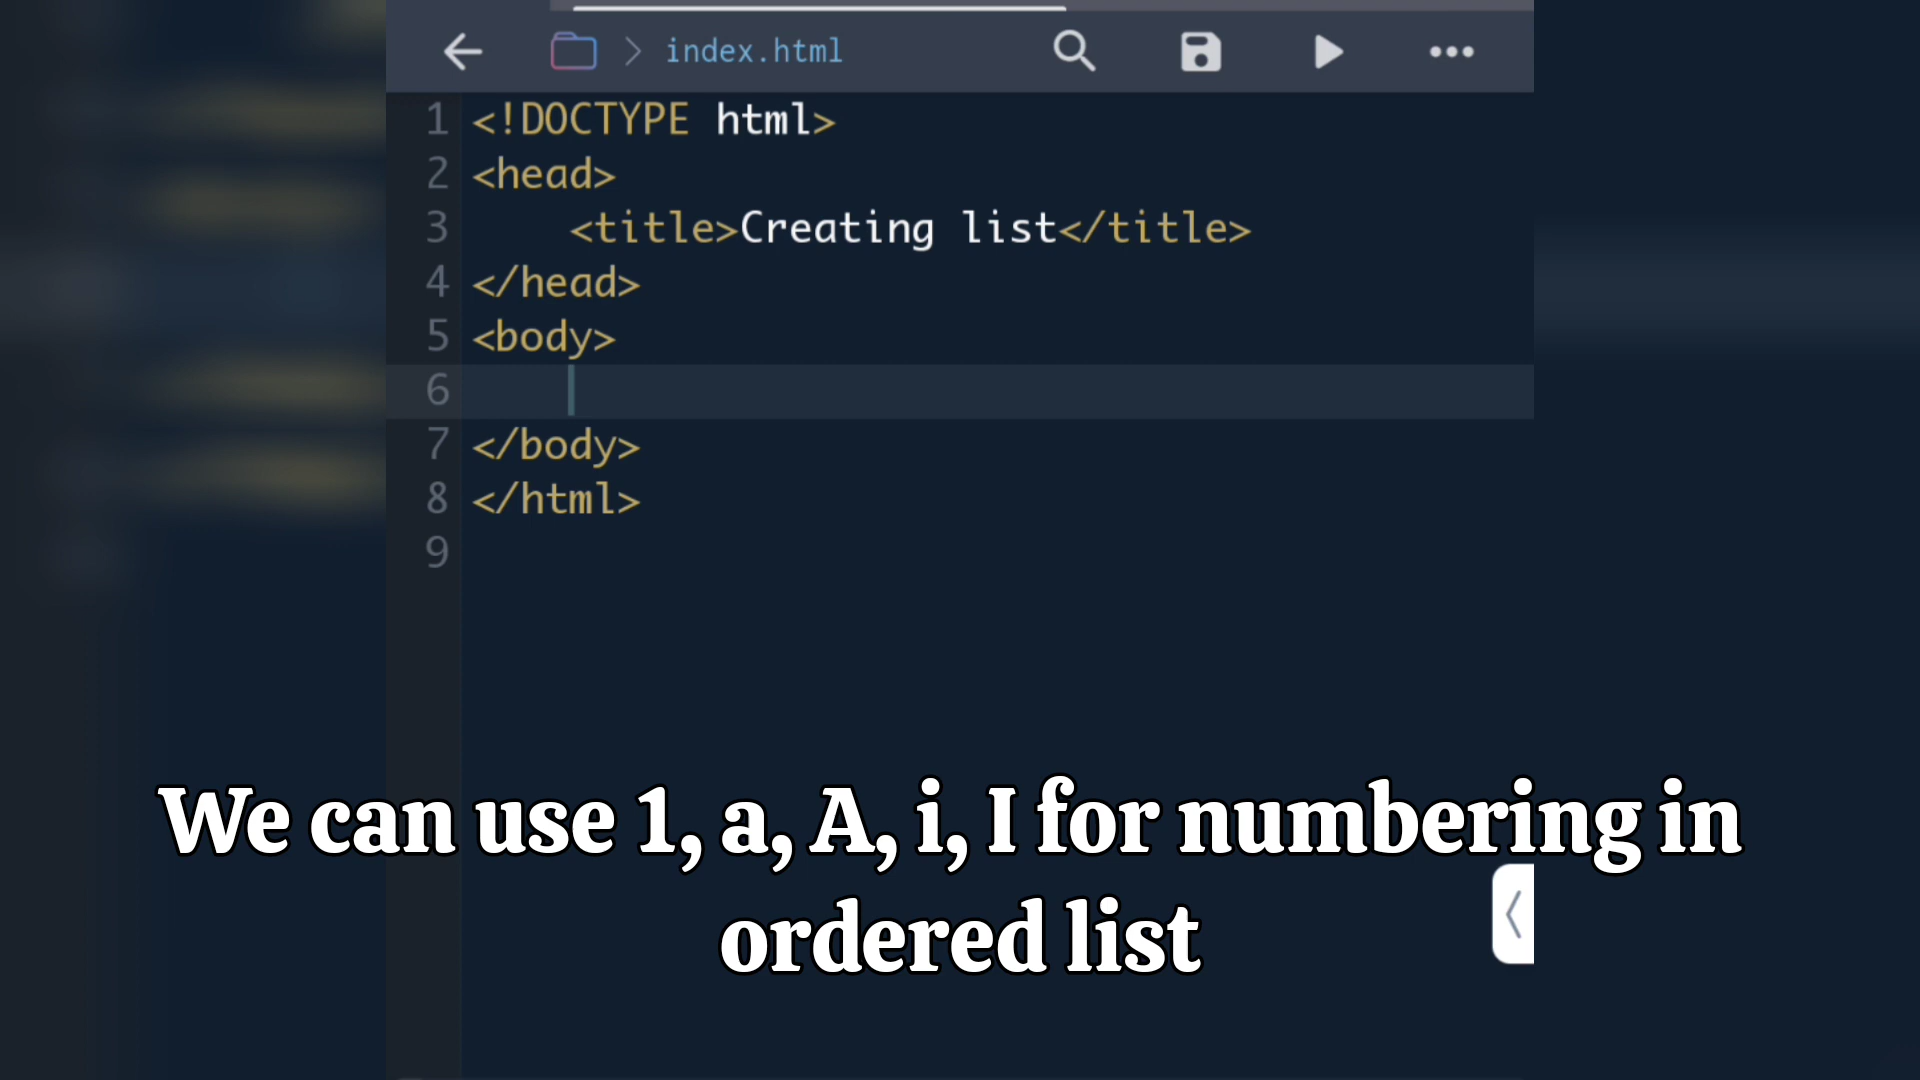 index.html
1 <!DOCTYPE html>
2 <head>
3     <title>Creating list</title>
4 </head>
5 <body>
6
7 </body>
8 </html>
9
We can use 1, a, A, i, I for numbering in
ordered list